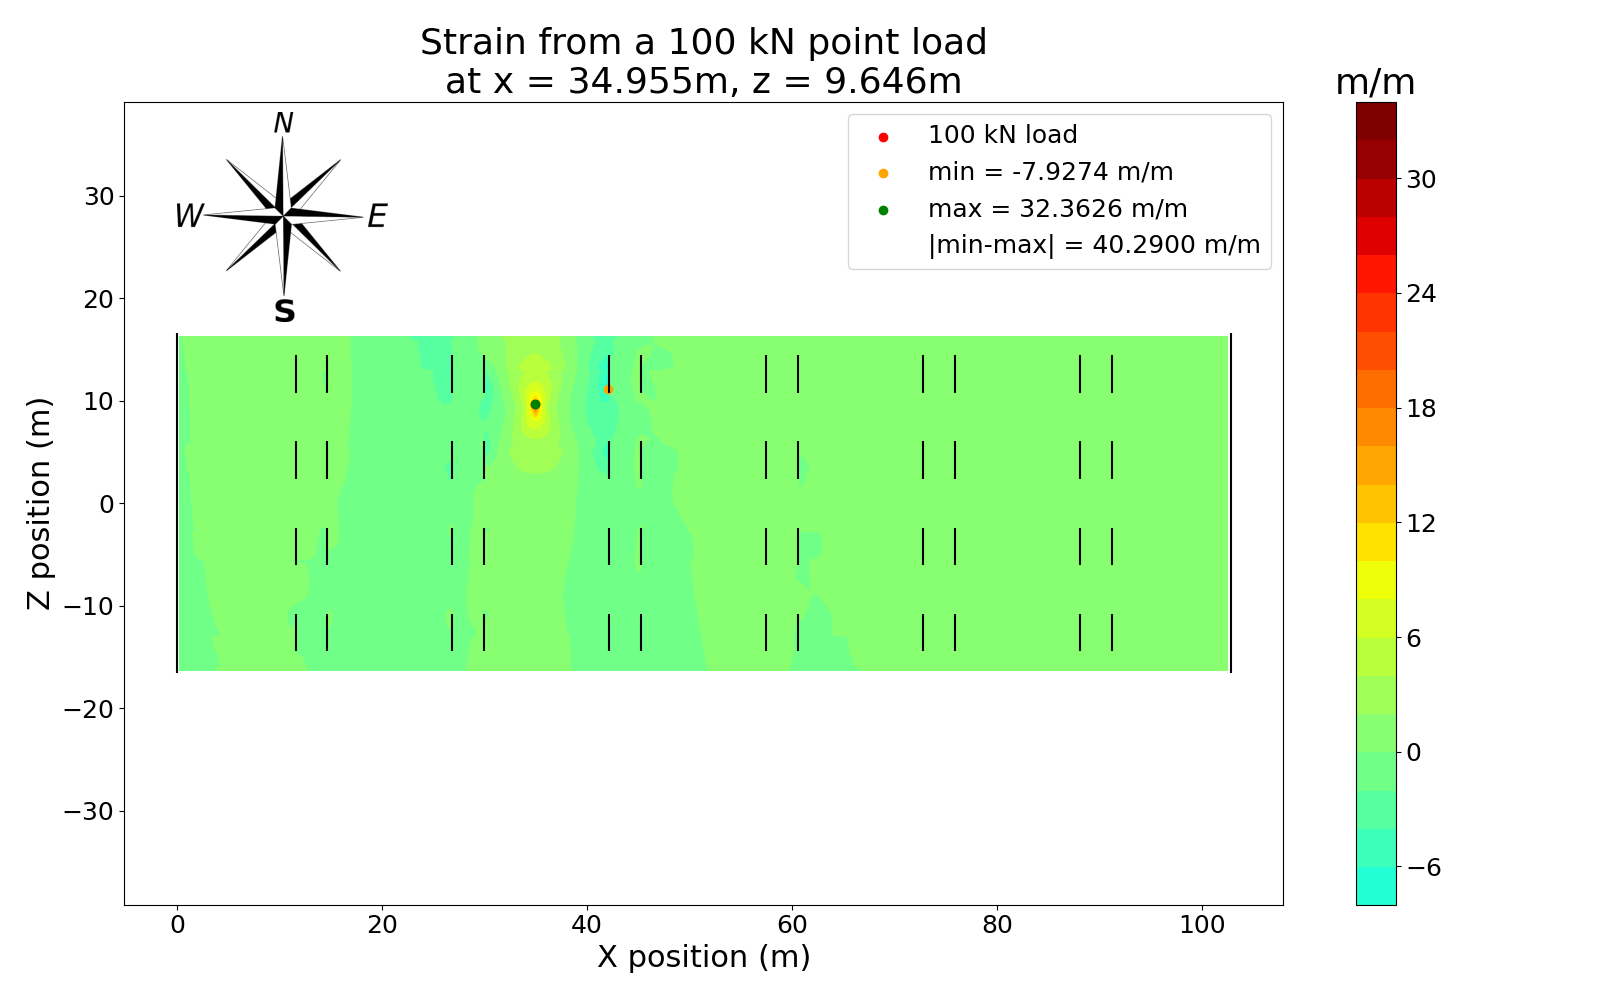 Strain from a 100 kN point load
at x = 34.955m, z = 9.646m
m/m
N
W
E
S
100 kN load
min = -7.9274 m/m
max = 32.3626 m/m
|min-max| = 40.2900 m/m
30
20
10
0
−10
−20
−30
Z position (m)
0
20
40
60
80
100
X position (m)
30
24
18
12
6
0
−6